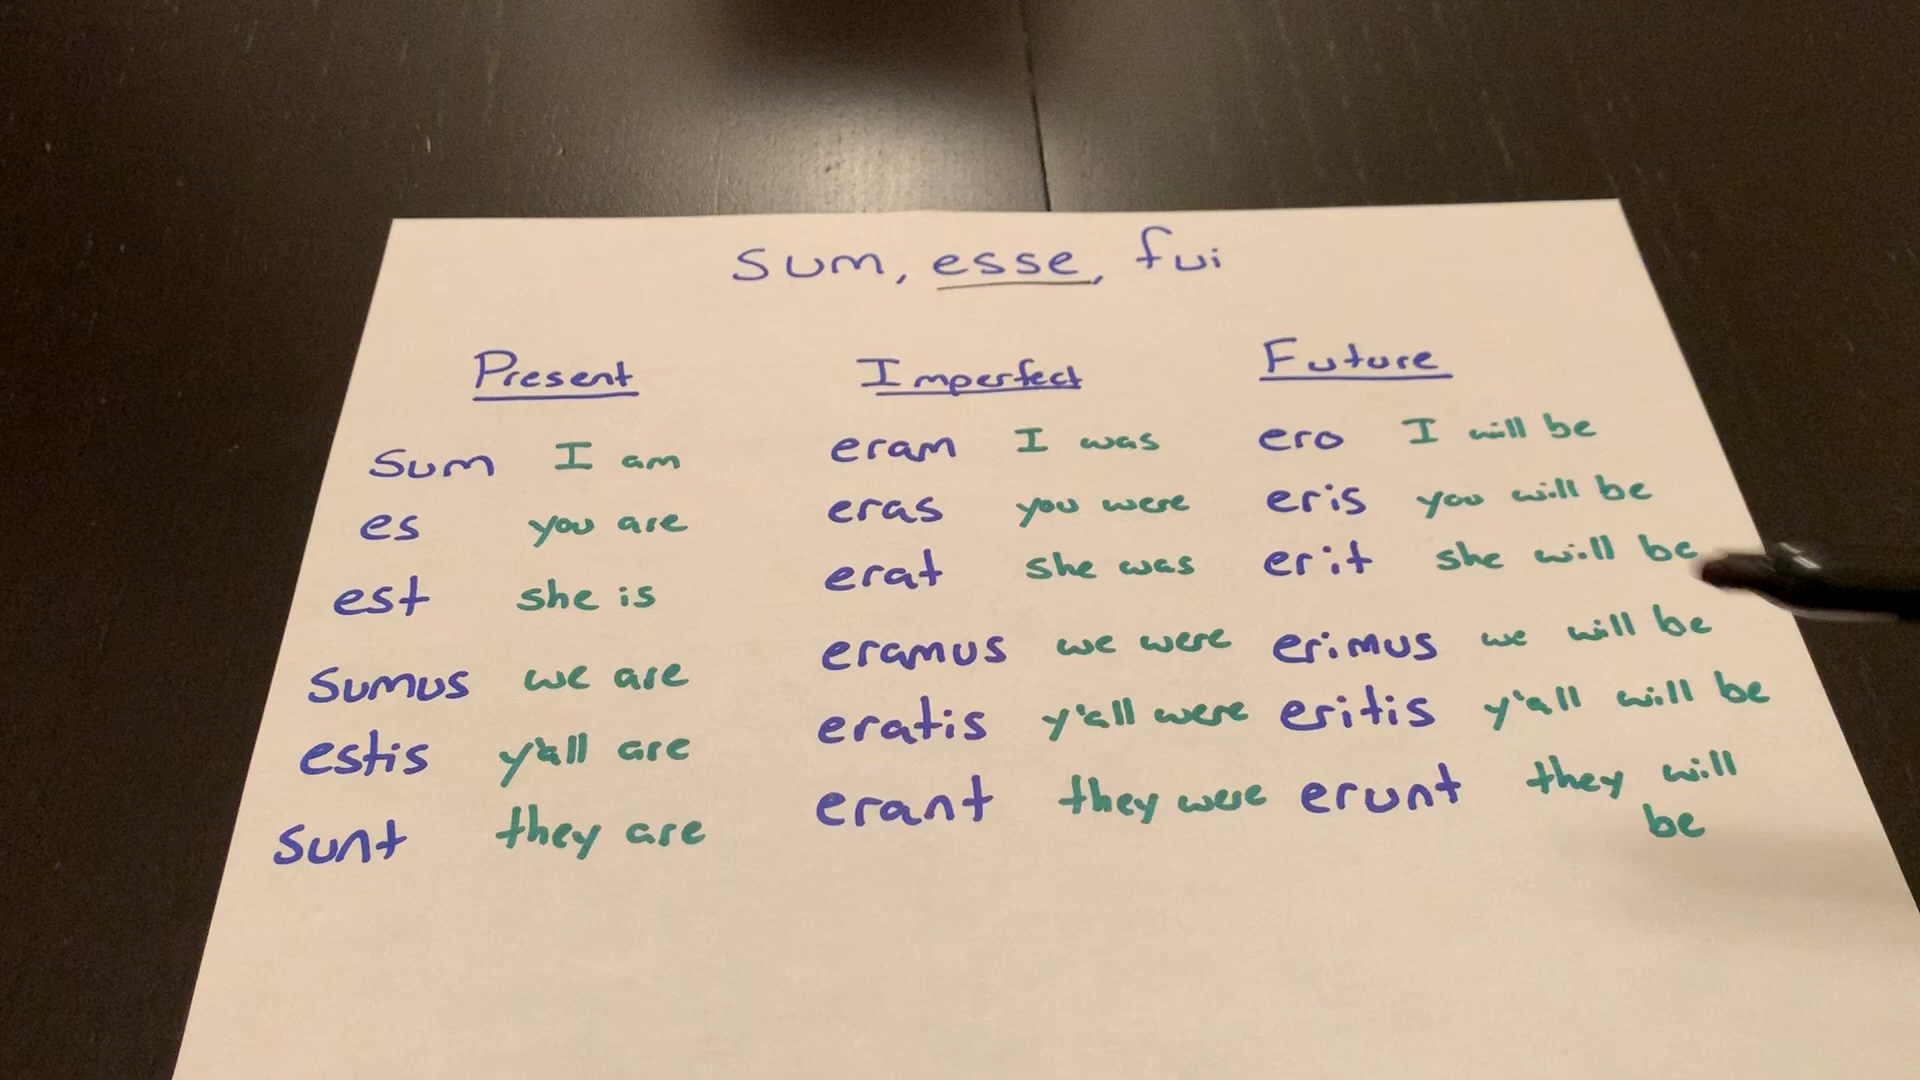 sum, esse, fui
Present Imperfect Future
sum I am eram I was ero I will be
es you are eras you were eris you will be
est she is erat she was erit she will be
sumus we are eramus we were erimus we will be
estis y'all are eratis y'all were eritis y'all will be
sunt they are erant they were erunt they will
be